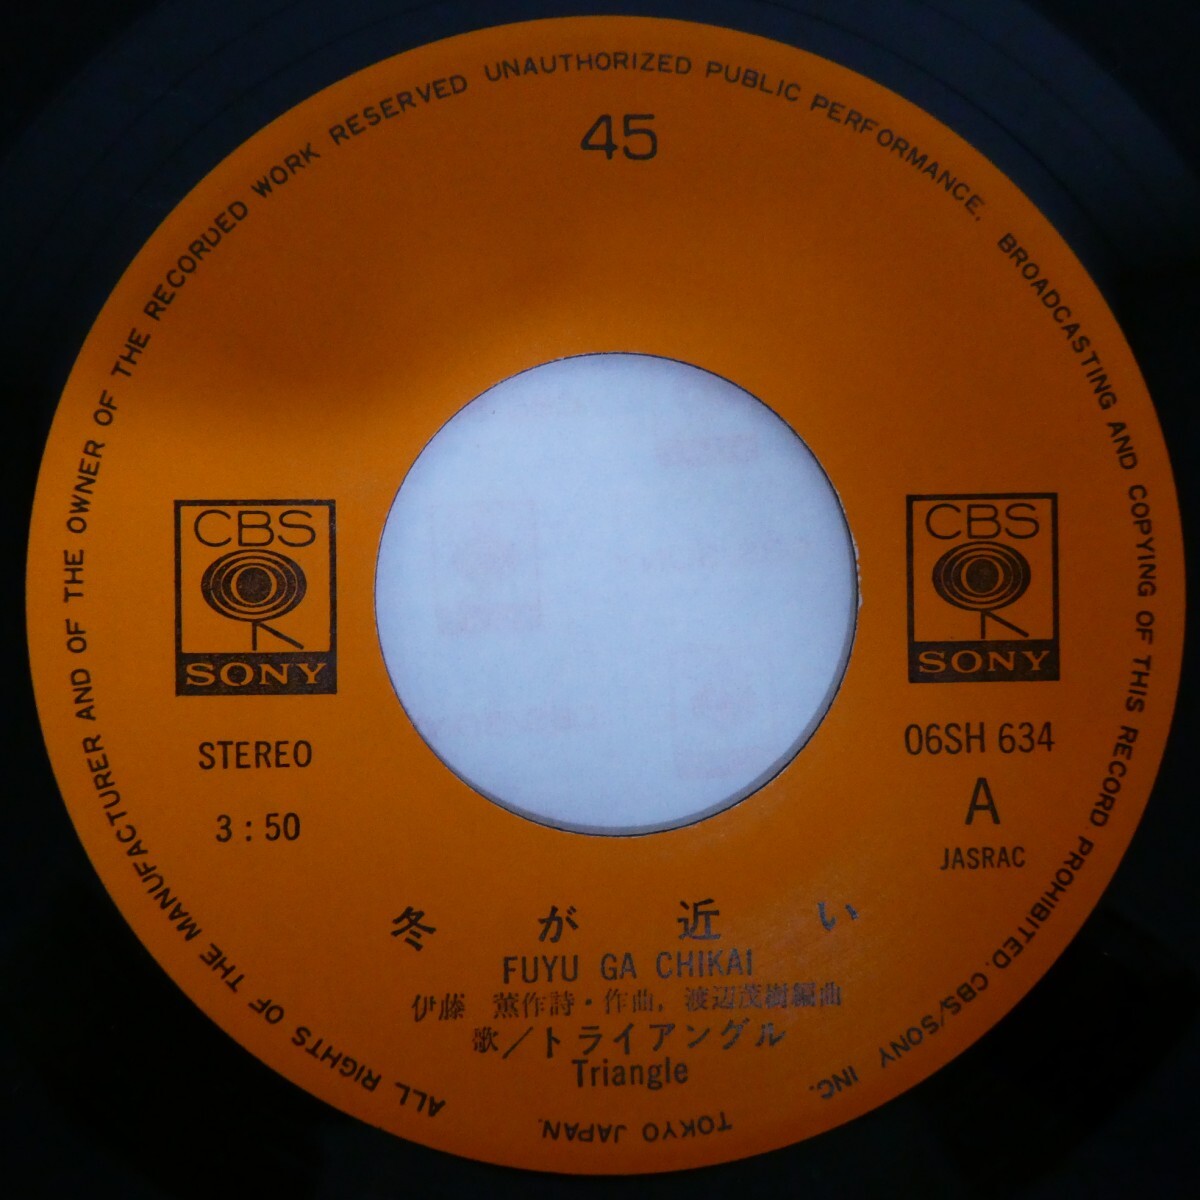 ALL RIGHTS OF THE MANUFACTURER AND OF THE OWNER OF THE RECORDED WORK RESERVED UNAUTHORIZED PUBLIC PERFORMANCE, BROADCASTING AND COPYING OF THIS RECORD PROHIBITED. CBS/SONY INC. TOKYO JAPAN.
45
CBS
SONY
STEREO
3:50
CBS
SONY
06SH 634
A
JASRAC
冬が近い
FUYU GA CHIKAI
伊藤 薫作詩・作曲, 渡辺茂樹編曲
歌/トライアングル
Triangle